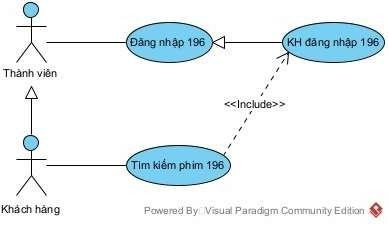 Đăng nhập 196
KH đăng nhập 196
Thành viên
<<Include>>
Tìm kiếm phim 196
Khách hàng
Powered By Visual Paradigm Community Edition